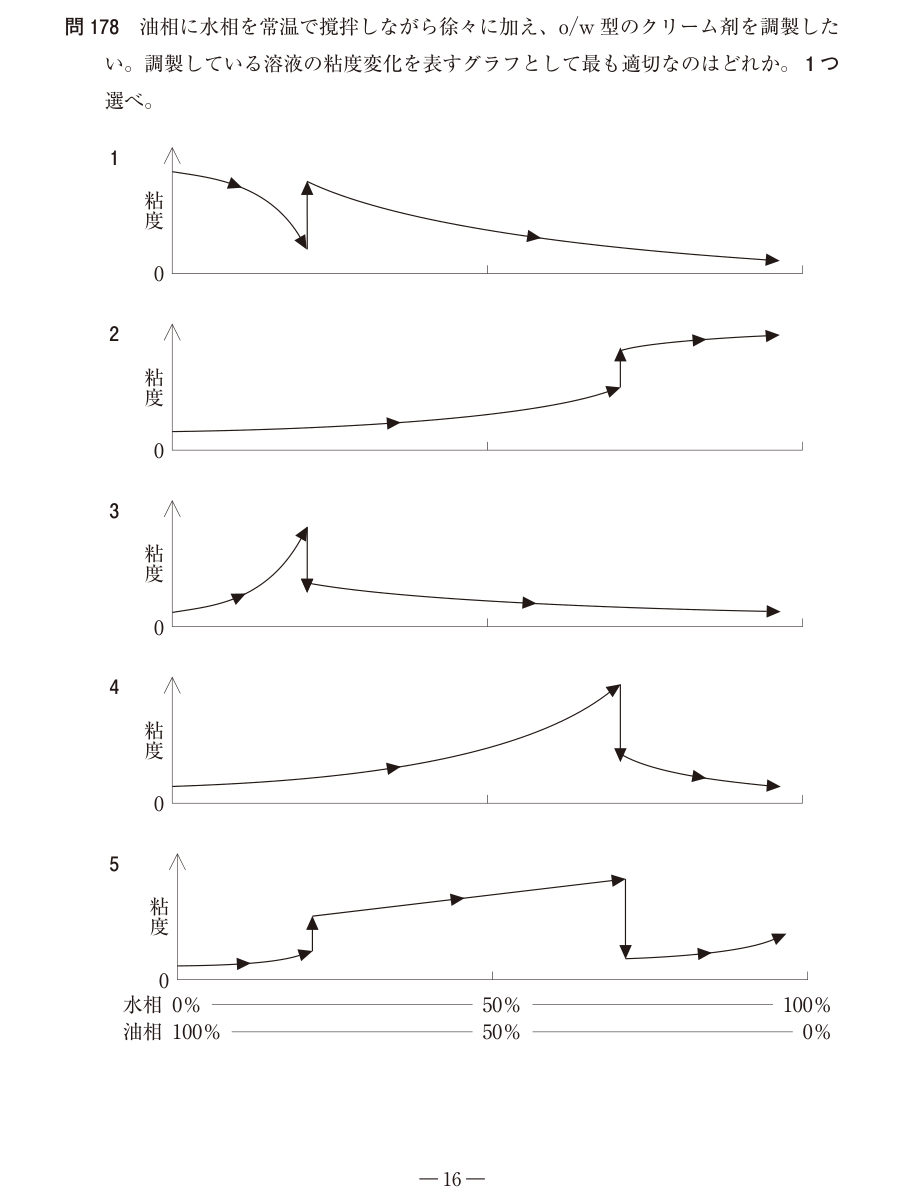 問 178 油相に水相を常温で撹拌しながら徐々に加え、o/w 型のクリーム剤を調製した
い。調製している溶液の粘度変化を表すグラフとして最も適切なのはどれか。1つ
選べ。
1
粘度
0
2
粘度
0
3
粘度
0
4
粘度
0
5
粘度
0
水相 0% 50% 100%
油相 100% 50% 0%
― 16 ―